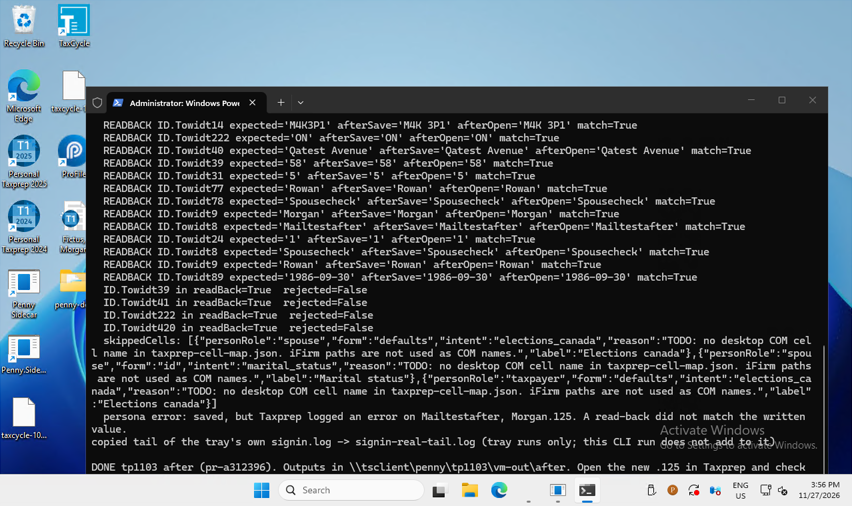 Recycle Bin
TaxCycle
Microsoft
Edge
taxcycle-1
Personal
Taxprep 2025
ProFile
Personal
Taxprep 2024
Fictus,
Morgan
Penny
Sidecar
penny-d
Penny.Side...
taxcycle-10...
Administrator: Windows Powe
READBACK ID.Towidt14 expected='M4K3P1' afterSave='M4K 3P1' afterOpen='M4K 3P1' match=True
READBACK ID.Towidt222 expected='ON' afterSave='ON' afterOpen='ON' match=True
READBACK ID.Towidt40 expected='Qatest Avenue' afterSave='Qatest Avenue' afterOpen='Qatest Avenue' match=True
READBACK ID.Towidt39 expected='58' afterSave='58' afterOpen='58' match=True
READBACK ID.Towidt31 expected='5' afterSave='5' afterOpen='5' match=True
READBACK ID.Towidt77 expected='Rowan' afterSave='Rowan' afterOpen='Rowan' match=True
READBACK ID.Towidt78 expected='Spousecheck' afterSave='Spousecheck' afterOpen='Spousecheck' match=True
READBACK ID.Towidt9 expected='Morgan' afterSave='Morgan' afterOpen='Morgan' match=True
READBACK ID.Towidt8 expected='Mailtestafter' afterSave='Mailtestafter' afterOpen='Mailtestafter' match=True
READBACK ID.Towidt24 expected='1' afterSave='1' afterOpen='1' match=True
READBACK ID.Towidt8 expected='Spousecheck' afterSave='Spousecheck' afterOpen='Spousecheck' match=True
READBACK ID.Towidt9 expected='Rowan' afterSave='Rowan' afterOpen='Rowan' match=True
READBACK ID.Towidt89 expected='1986-09-30' afterSave='1986-09-30' afterOpen='1986-09-30' match=True
ID.Towidt39 in readBack=True  rejected=False
ID.Towidt41 in readBack=True  rejected=False
ID.Towidt222 in readBack=True  rejected=False
ID.Towidt420 in readBack=True  rejected=False
skippedCells: [{"personRole":"spouse","form":"defaults","intent":"elections_canada","reason":"TODO: no desktop COM cel
l name in taxprep-cell-map.json. iFirm paths are not used as COM names.","label":"Elections canada"},{"personRole":"spou
se","form":"id","intent":"marital_status","reason":"TODO: no desktop COM cell name in taxprep-cell-map.json. iFirm paths
are not used as COM names.","label":"Marital status"},{"personRole":"taxpayer","form":"defaults","intent":"elections_ca
nada","reason":"TODO: no desktop COM cell name in taxprep-cell-map.json. iFirm paths are not used as COM names.","label"
:"Elections canada"}]
persona error: saved, but Taxprep logged an error on Mailtestafter, Morgan.125. A read-back did not match the written
value.
copied tail of the tray's own signin.log -> signin-real-tail.log (tray runs only; this CLI run does not add to it)
DONE tp1103 after (pr-a312396). Outputs in \\tsclient\penny\tp1103\vm-out\after. Open the new .125 in Taxprep and check
Activate Windows
Go to Settings to activate Windows.
Search
ENG
US
3:56 PM
11/27/2026